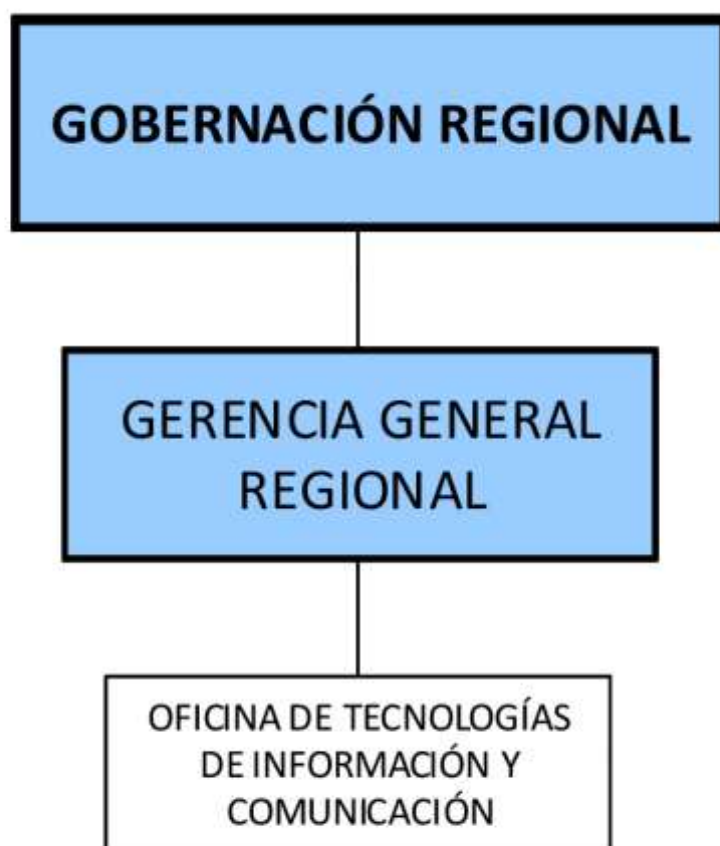 GOBERNACIÓN REGIONAL
GERENCIA GENERAL
REGIONAL
OFICINA DE TECNOLOGÍAS
DE INFORMACIÓN Y
COMUNICACIÓN